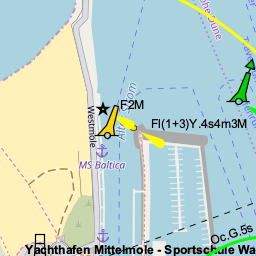 F2M
Fl(1+3)Y.4s4m3M
Westmole
MS Baltica
Oc.G.5s
Yachthafen Mittelmole - Sportschule Wa